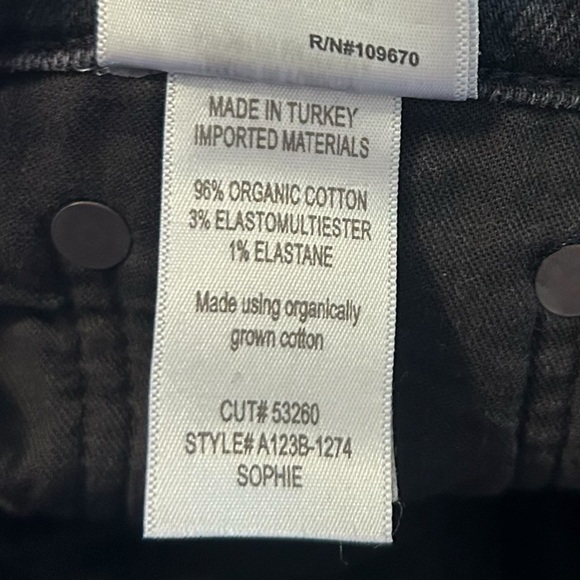 R/N#109670
MADE IN TURKEY
IMPORTED MATERIALS
96% ORGANIC COTTON
3% ELASTOMULTIESTER
1% ELASTANE
Made using organically
grown cotton
CUT# 53260
STYLE# A123B-1274
SOPHIE